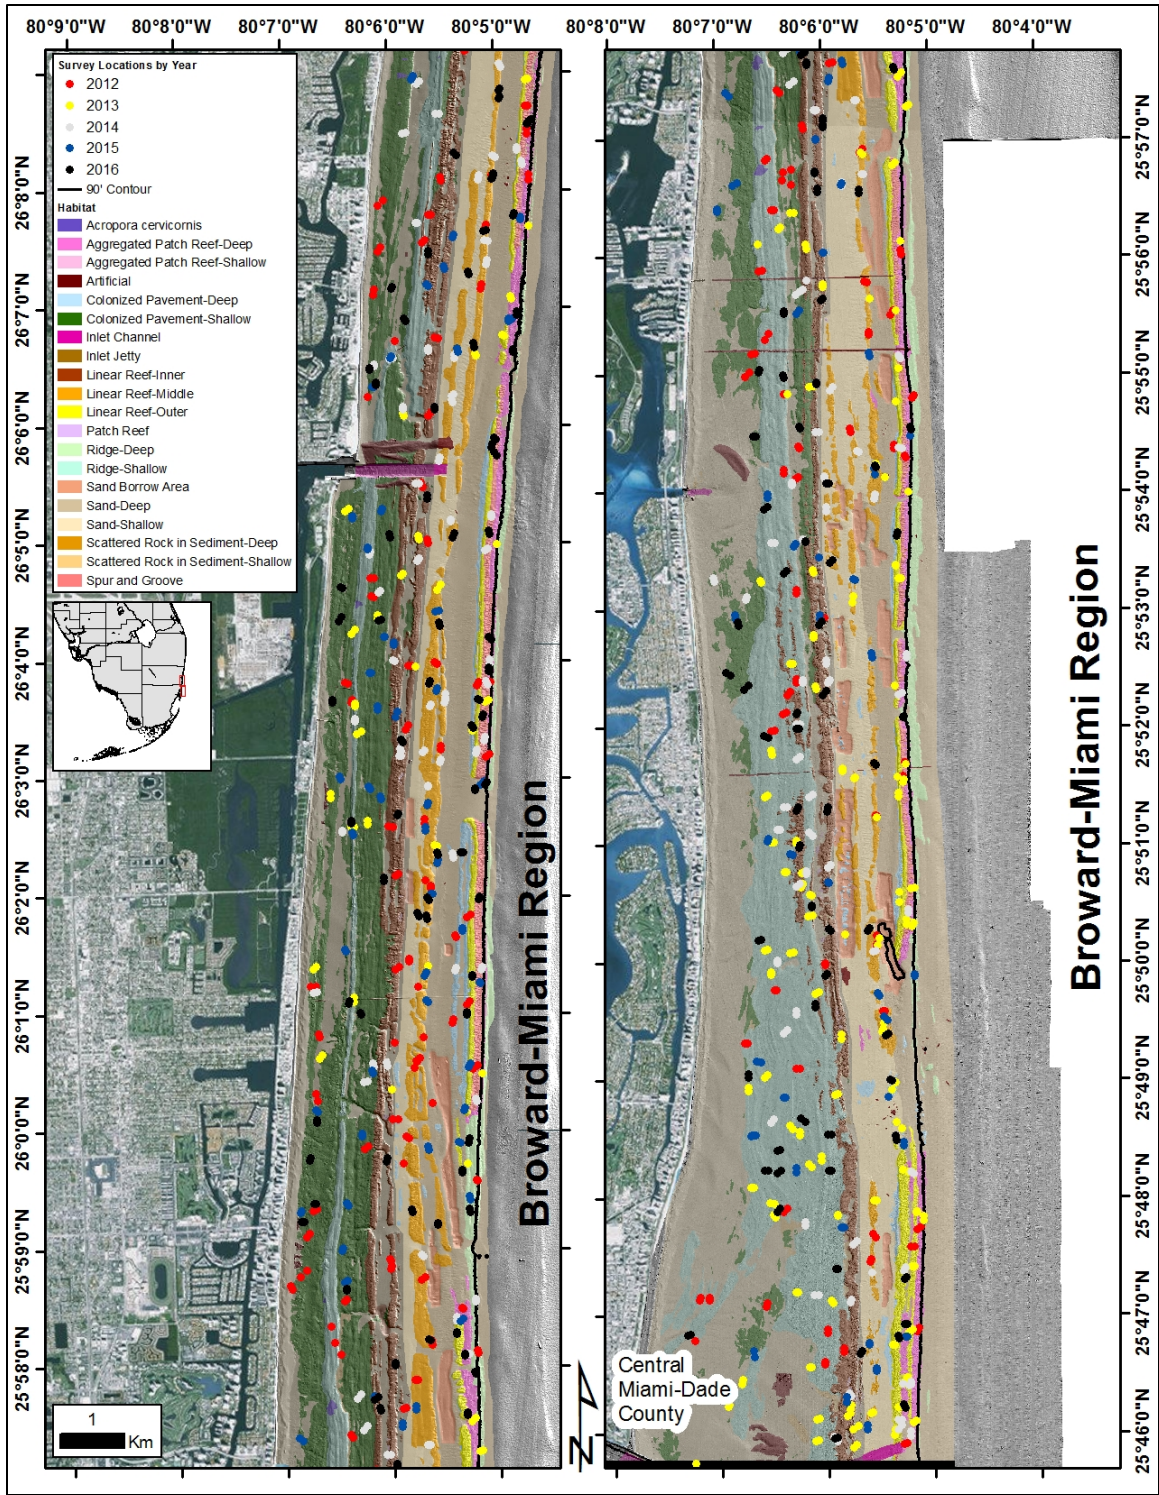 80°9'0"W 80°8'0"W 80°7'0"W 80°6'0"W 80°5'0"W
80°8'0"W 80°7'0"W 80°6'0"W 80°5'0"W 80°4'0"W
Survey Locations by Year
2012
2013
2014
2015
2016
90' Contour
Habitat
Acropora cervicornis
Aggregated Patch Reef-Deep
Aggregated Patch Reef-Shallow
Artificial
Colonized Pavement-Deep
Colonized Pavement-Shallow
Inlet Channel
Inlet Jetty
Linear Reef-Inner
Linear Reef-Middle
Linear Reef-Outer
Patch Reef
Ridge-Deep
Ridge-Shallow
Sand Borrow Area
Sand-Deep
Sand-Shallow
Scattered Rock in Sediment-Deep
Scattered Rock in Sediment-Shallow
Spur and Groove
26°8'0"N
26°7'0"N
26°6'0"N
26°5'0"N
26°4'0"N
26°3'0"N
26°2'0"N
26°1'0"N
26°0'0"N
25°59'0"N
25°58'0"N
Broward-Miami Region
1
Km
N
25°57'0"N
25°56'0"N
25°55'0"N
25°54'0"N
25°53'0"N
25°52'0"N
25°51'0"N
25°50'0"N
25°49'0"N
25°48'0"N
25°47'0"N
25°46'0"N
Broward-Miami Region
Central
Miami-Dade
County